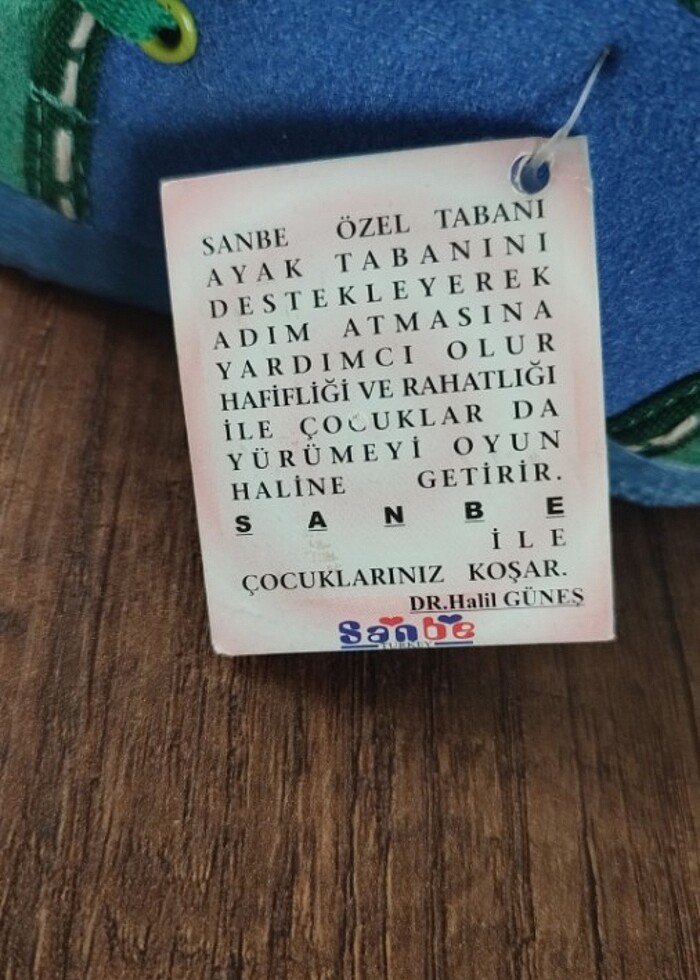 SANBE ÖZEL TABANI
AYAK TABANINI
DESTEKLEYEREK
ADIM ATMASINA
YARDIMCI OLUR
HAFİFLİĞİ VE RAHATLIĞI
İLE ÇOCUKLAR DA
YÜRÜMEYİ OYUN
HALİNE GETİRİR.
SANBE
İLE
ÇOCUKLARINIZ KOŞAR.
DR.Halil GÜNEŞ
Sanbe
TURKEY